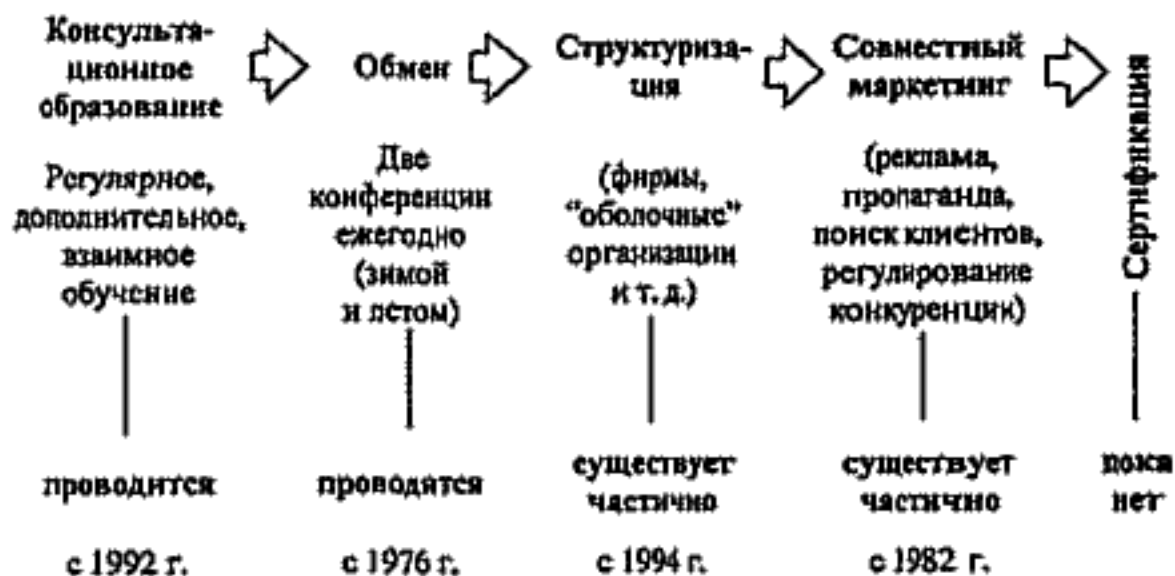 Консульта-
ционное
образование
Обмен
Структуриза-
ция
Совместный
маркетинг
Сертификация
Регулярное,
дополнительное,
взаимное
обучение
Две
конференции
ежегодно
(зимой
и летом)
(фирмы,
“оболочные”
организации
и т. д.)
(реклама,
пропаганда,
поиск клиентов,
регулирование
конкуренции)
проводится
проводятся
существует
частично
существует
частично
пока
нет
с 1992 г.
с 1976 г.
с 1994 г.
с 1982 г.